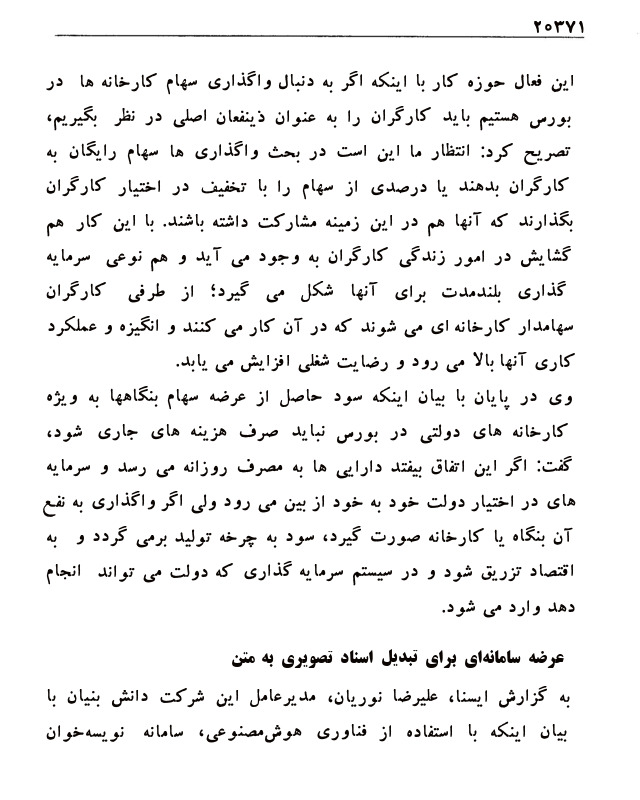 ۲۰۳۷۱
این فعال حوزه کار با اینکه اگر به دنبال واگذاری سهام کارخانه ها در
بورس هستیم باید کارگران را به عنوان ذینفعان اصلی در نظر بگیریم،
تصریح کرد: انتظار ما این است در بحث واگذاری ها سهام رایگان به
کارگران بدهند یا درصدی از سهام را با تخفیف در اختیار کارگران
بگذارند که آنها هم در این زمینه مشارکت داشته باشند. با این کار هم
گشایش در امور زندگی کارگران به وجود می آید و هم نوعی سرمایه
گذاری بلندمدت برای آنها شکل می گیرد؛ از طرفی کارگران
سهامدار کارخانه ای می شوند که در آن کار می کنند و انگیزه و عملکرد
کاری آنها بالا می رود و رضایت شغلی افزایش می یابد.
وی در پایان با بیان اینکه سود حاصل از عرضه سهام بنگاهها به ویژه
کارخانه های دولتی در بورس نباید صرف هزینه های جاری شود،
گفت: اگر این اتفاق بیفتد دارایی ها به مصرف روزانه می رسد و سرمایه
های در اختیار دولت خود به خود از بین می رود ولی اگر واگذاری به نفع
آن بنگاه یا کارخانه صورت گیرد، سود به چرخه تولید برمی گردد و به
اقتصاد تزریق شود و در سیستم سرمایه گذاری که دولت می تواند انجام
دهد وارد می شود.
عرضه سامانه‌ای برای تبدیل اسناد تصویری به متن
به گزارش ایسنا، علیرضا نوریان، مدیرعامل این شرکت دانش بنیان با
بیان اینکه با استفاده از فناوری هوش‌مصنوعی، سامانه نویسه‌خوان